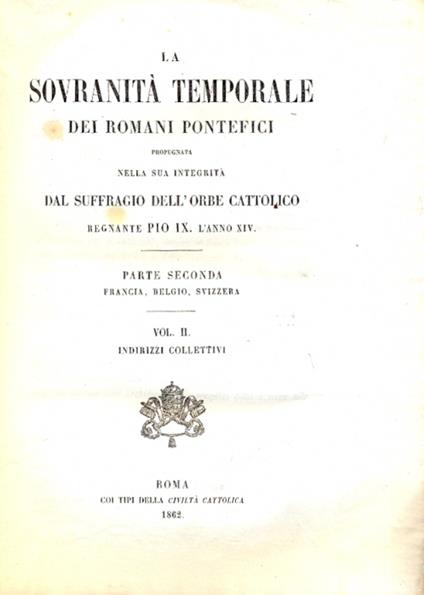 LA
SOVRANITÀ TEMPORALE
DEI ROMANI PONTEFICI
PROPUGNATA
NELLA SUA INTEGRITÀ
DAL SUFFRAGIO DELL'ORBE CATTOLICO
REGNANTE PIO IX. L'ANNO XIV.
PARTE SECONDA
FRANCIA, BELGIO, SVIZZERA
VOL. II.
INDIRIZZI COLLETTIVI
ROMA
COI TIPI DELLA CIVILTÀ CATTOLICA
1862.